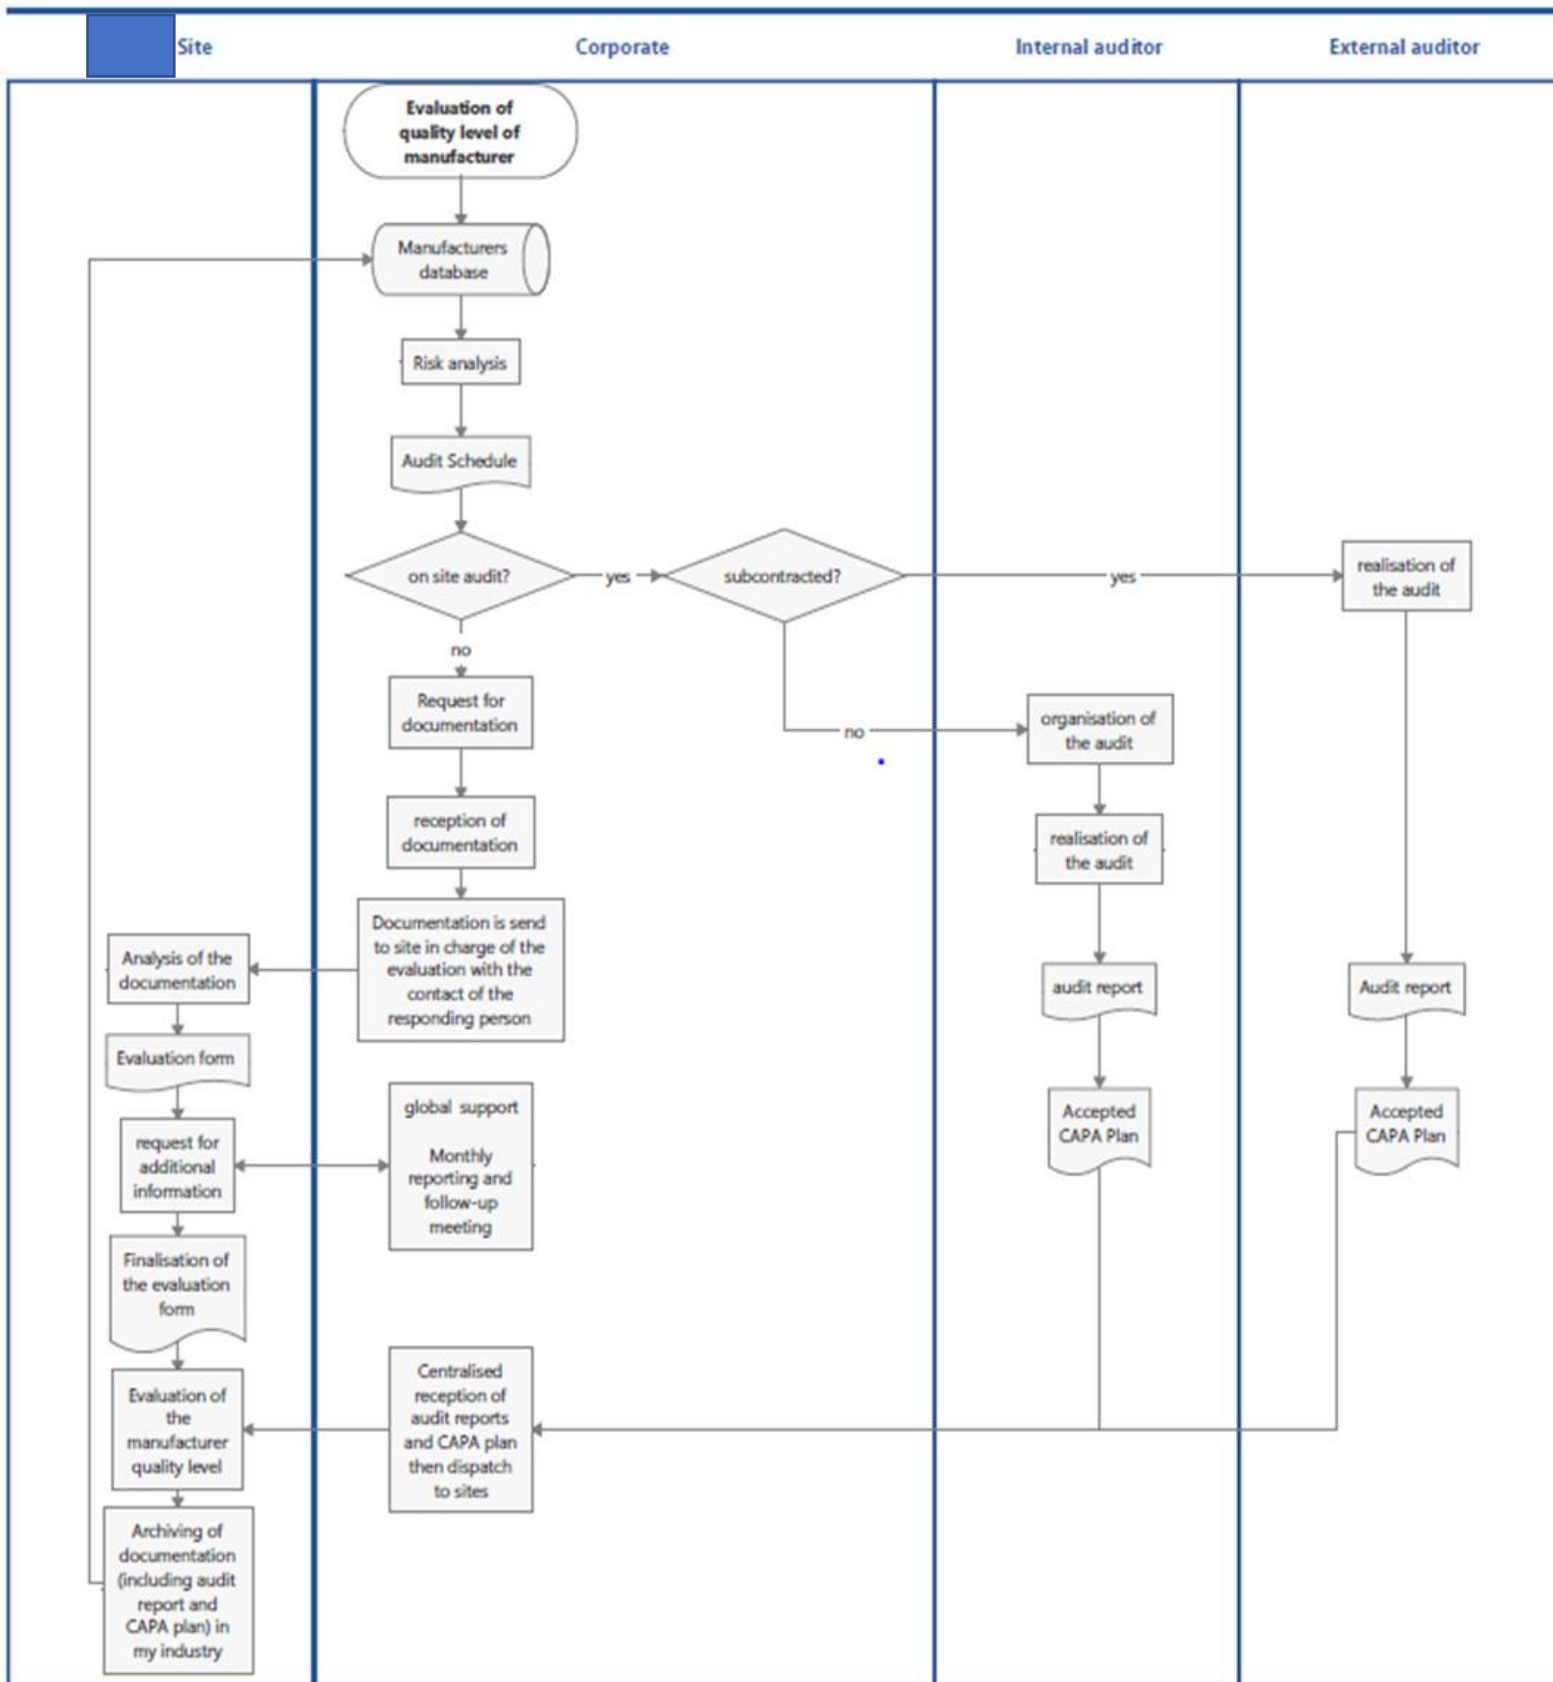 Site
Corporate
Internal auditor
External auditor
Evaluation of
quality level of
manufacturer
Manufacturers
database
Risk analysis
Audit Schedule
on site audit?
yes
subcontracted?
yes
realisation of
the audit
no
Request for
documentation
no
organisation of
the audit
reception of
documentation
realisation of
the audit
Documentation is send
to site in charge of the
evaluation with the
contact of the
responding person
Analysis of the
documentation
audit report
Audit report
Evaluation form
global support
Monthly
reporting and
follow-up
meeting
Accepted
CAPA Plan
Accepted
CAPA Plan
request for
additional
information
Finalisation of
the evaluation
form
Centralised
reception of
audit reports
and CAPA plan
then dispatch
to sites
Evaluation of
the
manufacturer
quality level
Archiving of
documentation
(including audit
report and
CAPA plan) in
my industry